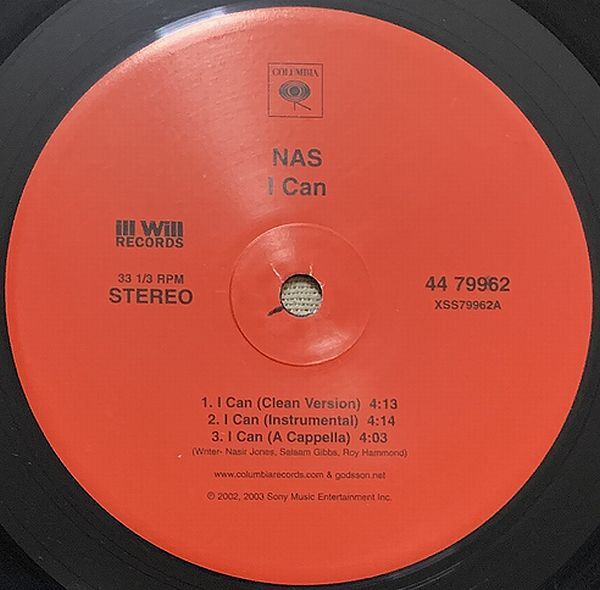 COLUMBIA
NAS
I Can
ill Will
RECORDS
33 1/3 RPM
STEREO
44 79962
XSS79962A
1. I Can (Clean Version) 4:13
2. I Can (Instrumental) 4:14
3. I Can (A Cappella) 4:03
(Writer- Nasir Jones, Salaam Gibbs, Roy Hammond)
www.columbiarecords.com & godsson.net
℗ 2002, 2003 Sony Music Entertainment Inc.